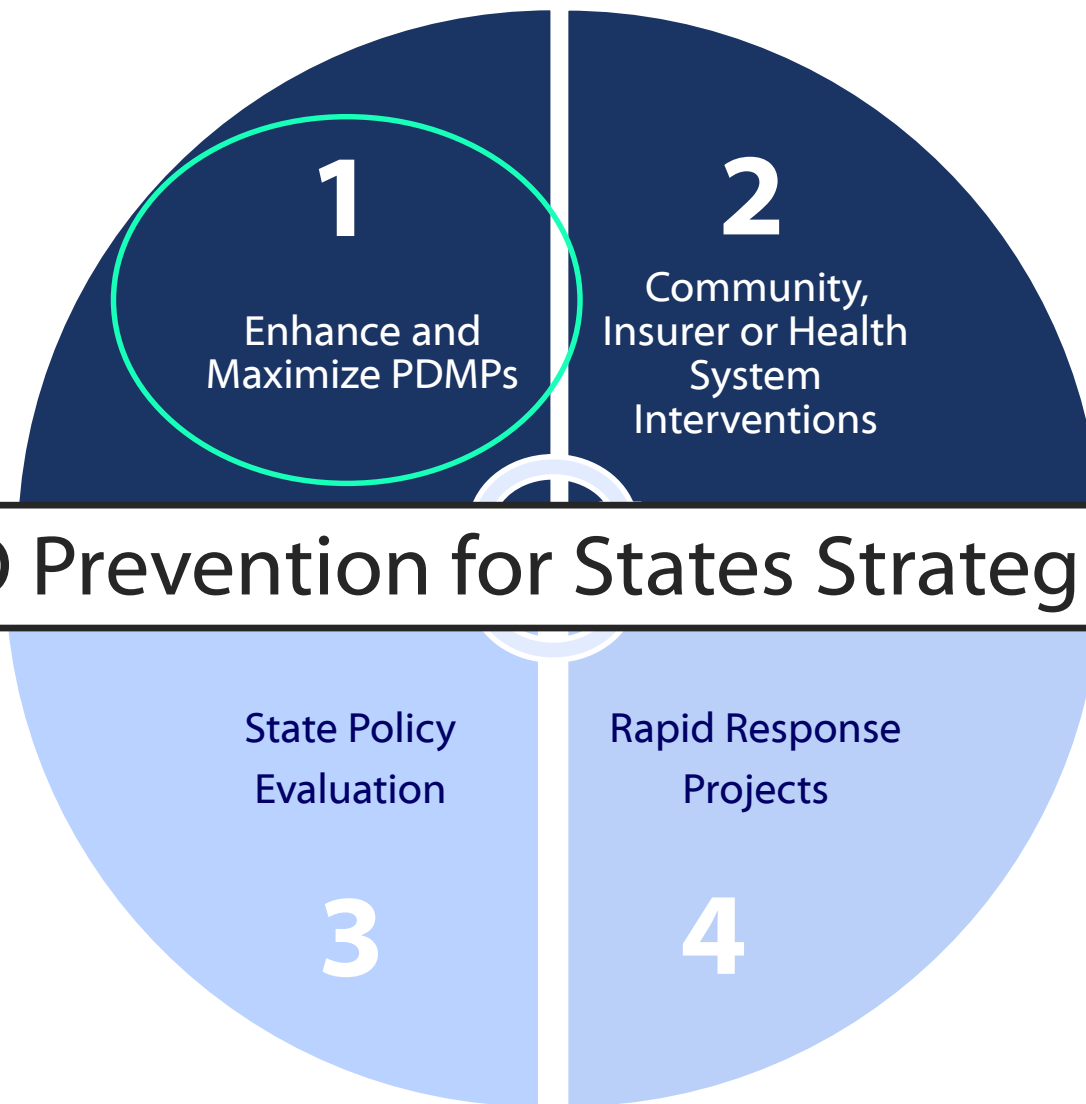 1
Enhance and
Maximize PDMPs
2
Community,
Insurer or Health
System
Interventions
Prevention for States Strateg
State Policy
Evaluation
3
Rapid Response
Projects
4